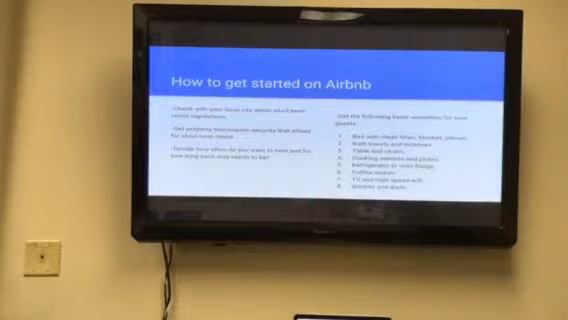 How to get started on Airbnb
Check with your local city about short term
rental regulations.
Get property homeowner security that allows
for short term rental.
Decide how often do you want to host and for
how long each stay needs to be?
Get the following basic amenities for your
guests:
1. Bed with clean linen, blanket, pillows.
2. Bath towels and toiletries
3. Table and chairs.
4. Cooking utensils and plates.
5. Refrigerator or mini fridge.
6. Coffee maker.
7. TV and high speed wifi.
8. Washer and dryer.